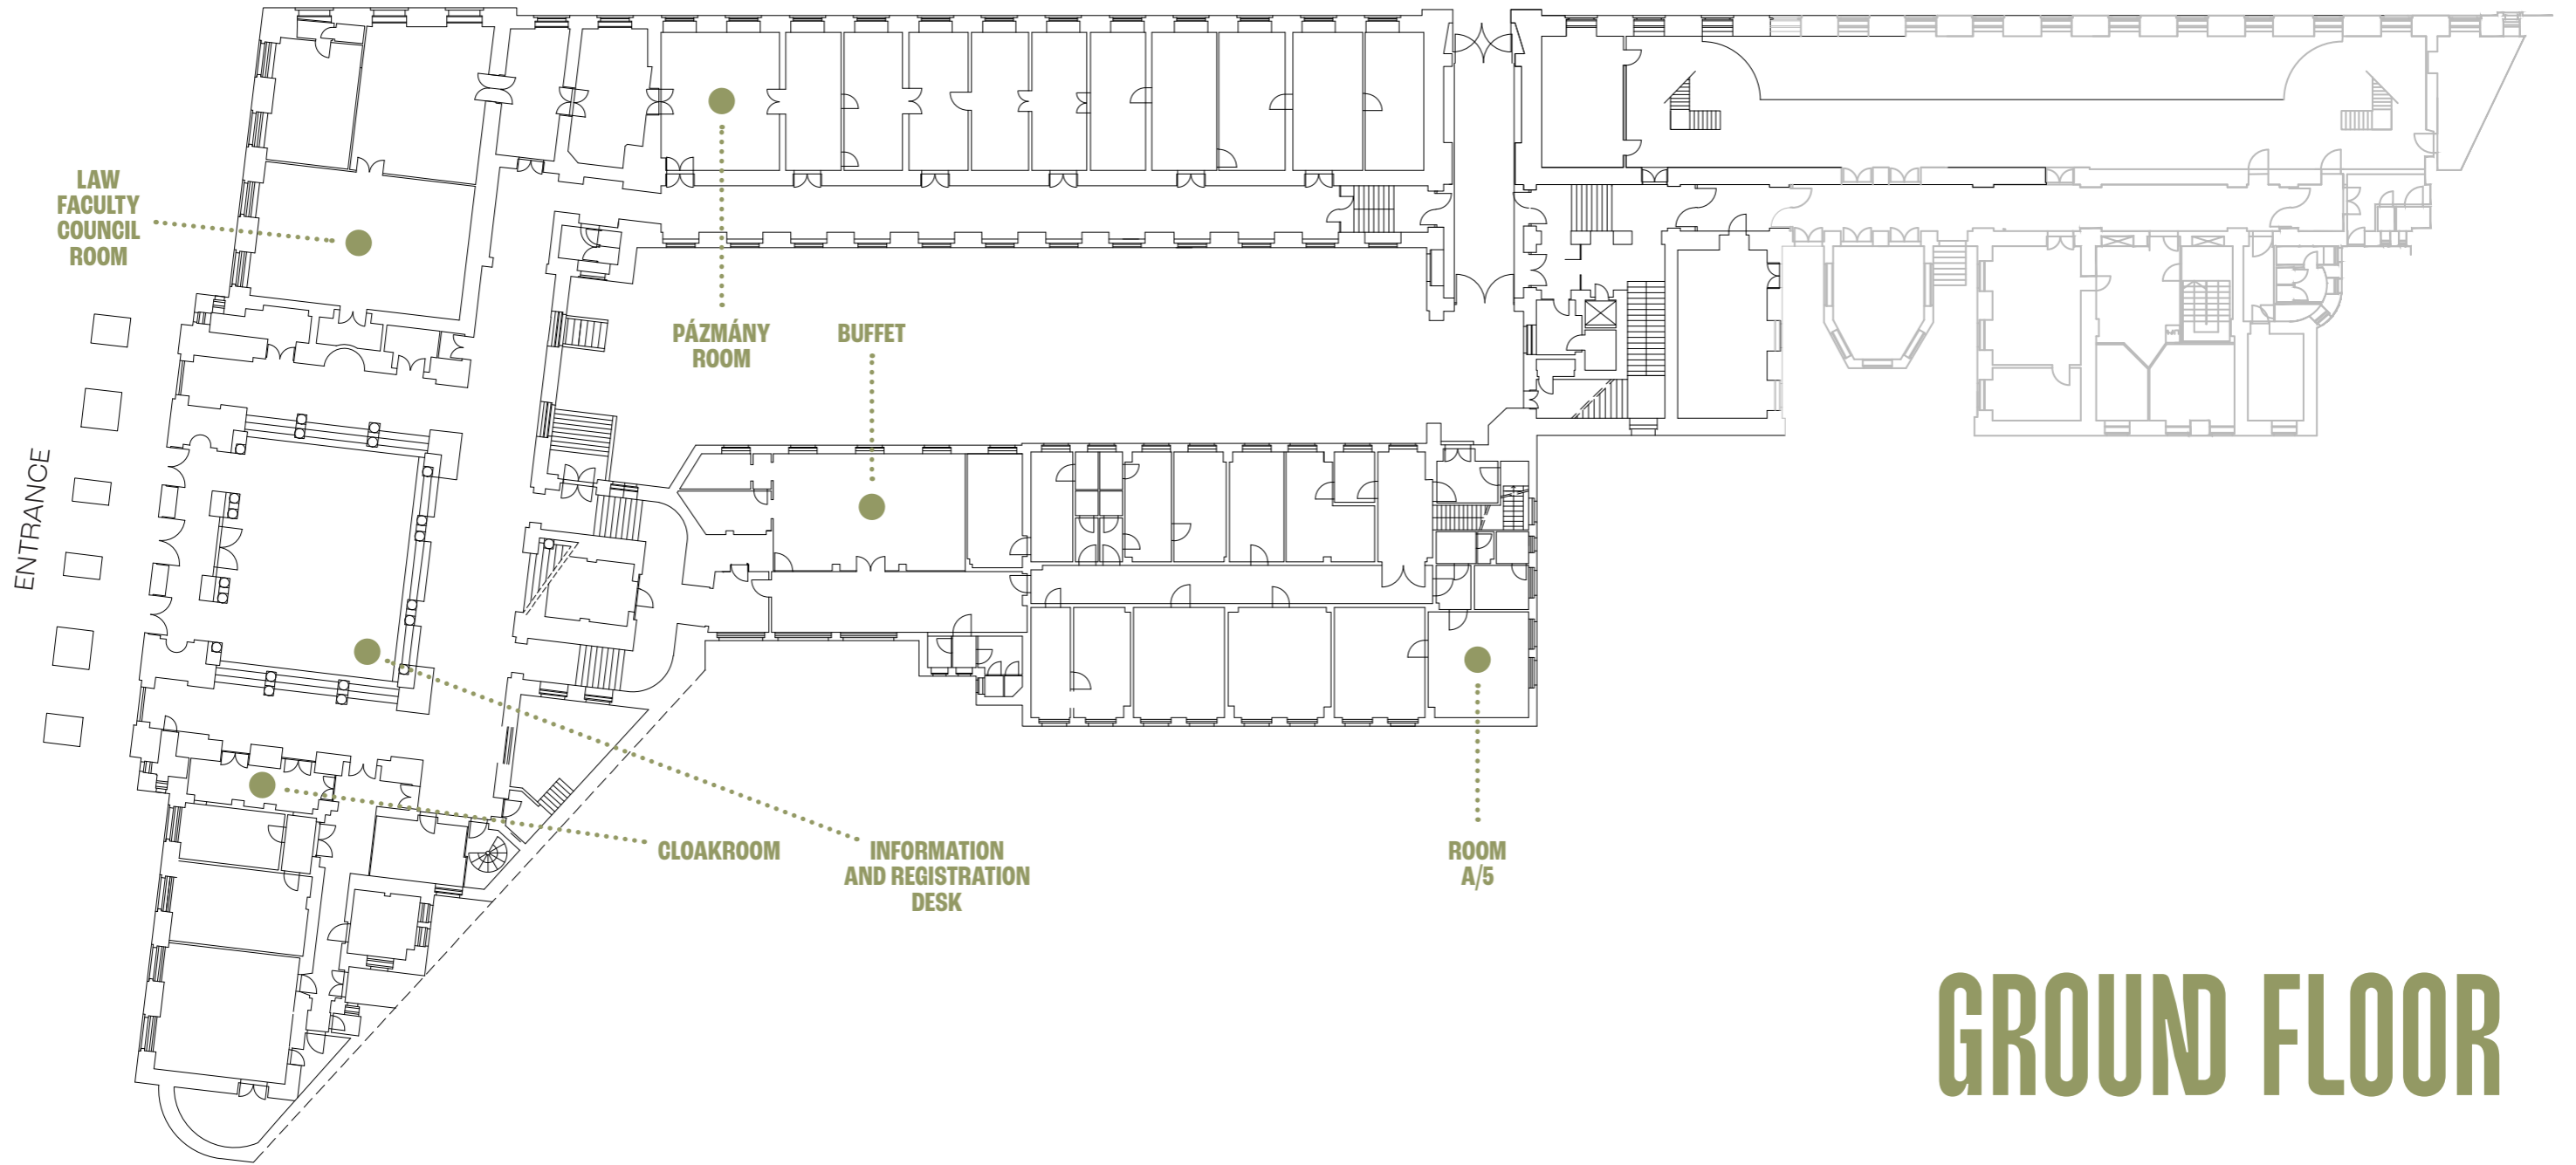 LAW
FACULTY
COUNCIL
ROOM
PÁZMÁNY
ROOM
BUFFET
ENTRANCE
CLOAKROOM
INFORMATION
AND REGISTRATION
DESK
ROOM
A/5
GROUND FLOOR